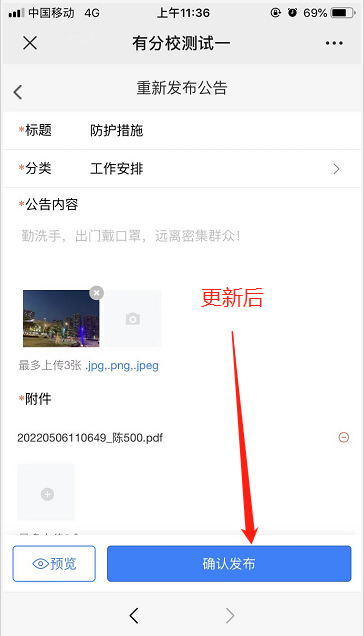 中国移动 4G 上午11:36 69%
有分校测试一
重新发布公告
*标题 防护措施
*分类 工作安排
*公告内容
勤洗手，出门戴口罩，远离密集群众！
更新后
最多上传3张 .jpg,.png,.jpeg
*附件
20220506110649_陈500.pdf
预览 确认发布